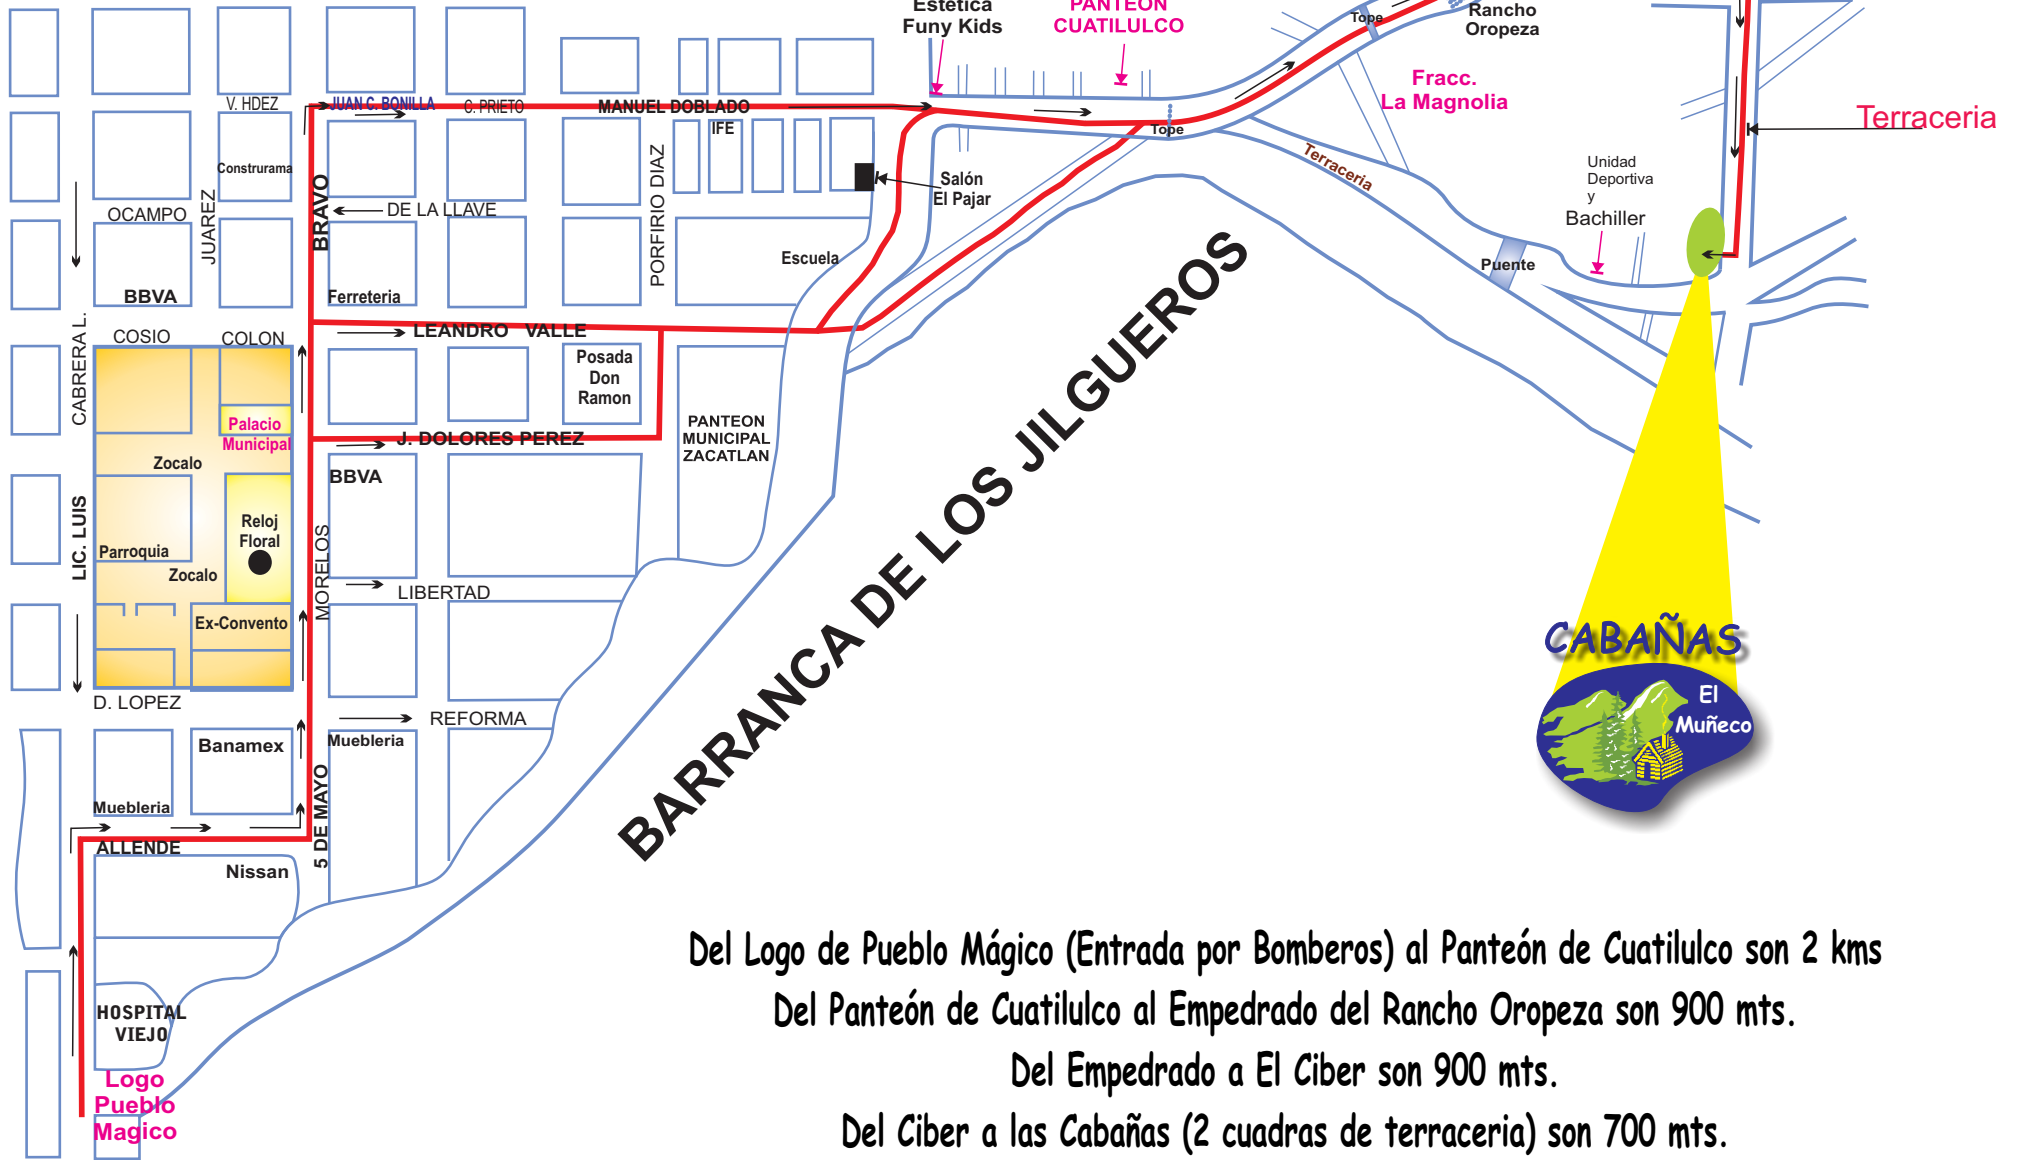 Estetica
Funy Kids
PANTEON
CUATILULCO
Tope
Rancho
Oropeza
Fracc.
La Magnolia
Terraceria
V. HDEZ
JUAN C. BONILLA
C. PRIETO
MANUEL DOBLADO
IFE
Tope
Construrama
Terraceria
Unidad
Deportiva
y
Bachiller
Salón
El Pajar
OCAMPO
JUAREZ
BRAVO
DE LA LLAVE
PORFIRIO DIAZ
Escuela
Puente
BBVA
Ferreteria
CABRERA L.
COSIO
COLON
LEANDRO VALLE
Posada
Don
Ramon
Palacio
Municipal
J. DOLORES PEREZ
PANTEON
MUNICIPAL
ZACATLAN
Zocalo
BBVA
LIC. LUIS
Reloj
Floral
Parroquia
Zocalo
MORELOS
LIBERTAD
Ex-Convento
BARRANCA DE LOS JILGUEROS
CABAÑAS
El
Muñeco
D. LOPEZ
REFORMA
Banamex
Muebleria
Muebleria
5 DE MAYO
ALLENDE
Nissan
HOSPITAL
VIEJO
Logo
Pueblo
Magico
Del Logo de Pueblo Mágico (Entrada por Bomberos) al Panteón de Cuatilulco son 2 kms
Del Panteón de Cuatilulco al Empedrado del Rancho Oropeza son 900 mts.
Del Empedrado a El Ciber son 900 mts.
Del Ciber a las Cabañas (2 cuadras de terraceria) son 700 mts.